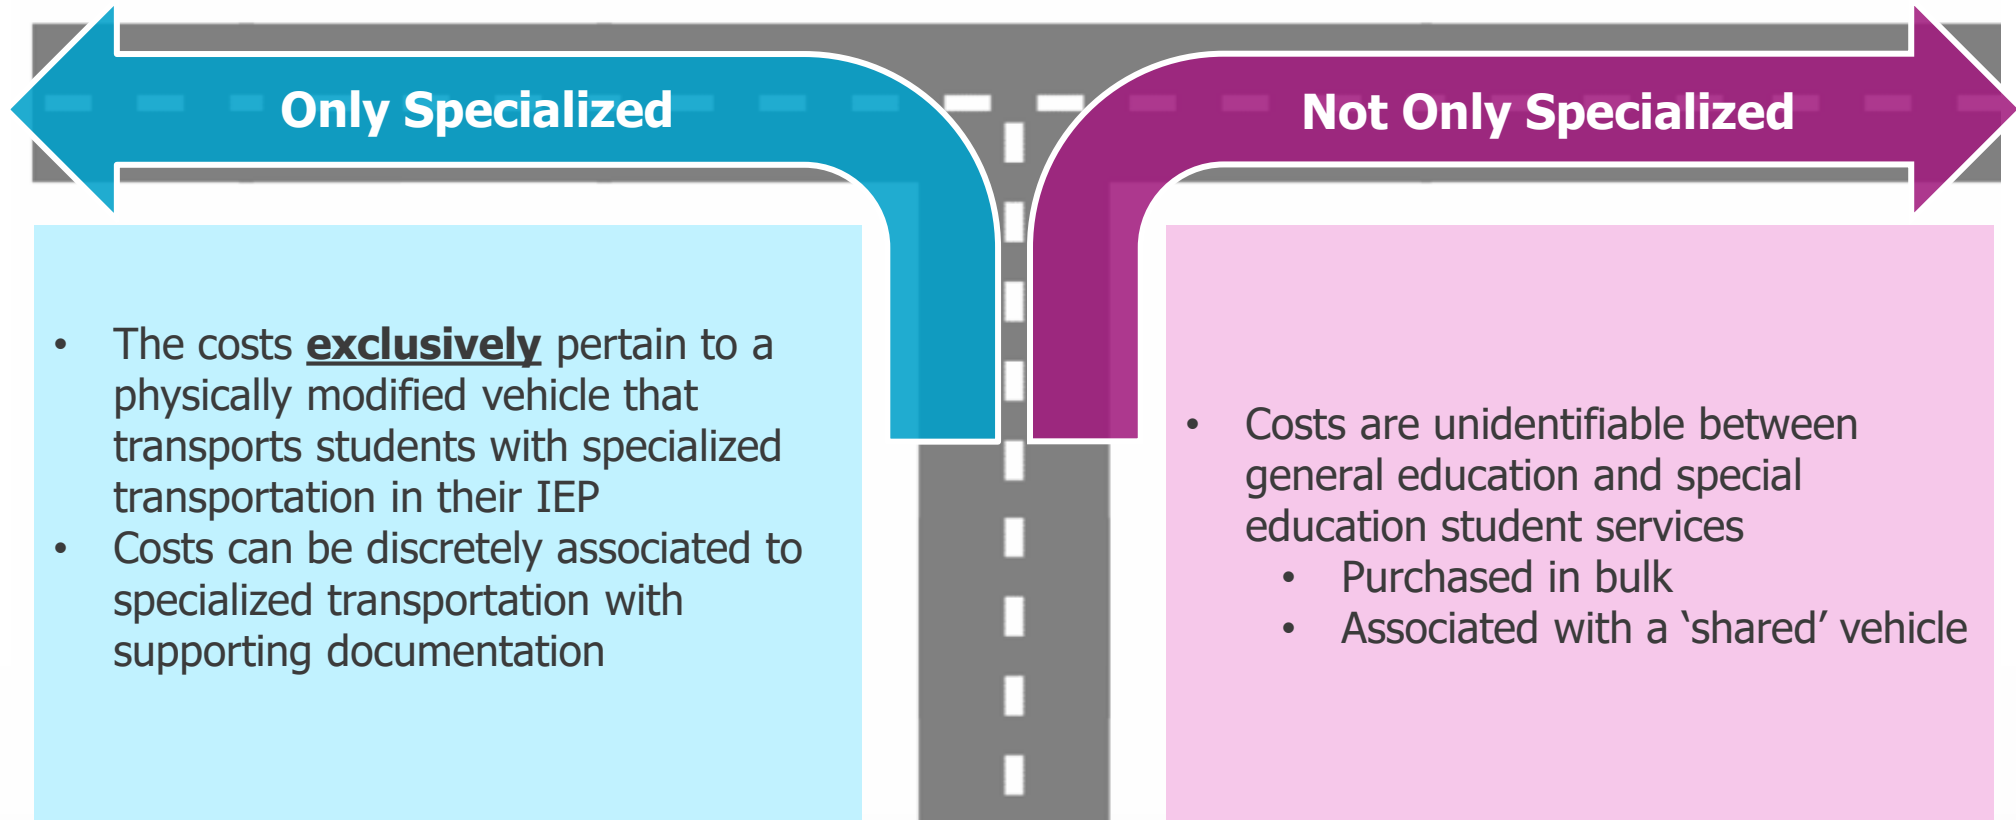 Only Specialized
Not Only Specialized
• The costs exclusively pertain to a
physically modified vehicle that
transports students with specialized
transportation in their IEP
• Costs can be discretely associated to
specialized transportation with
supporting documentation
• Costs are unidentifiable between
general education and special
education student services
• Purchased in bulk
• Associated with a ‘shared’ vehicle